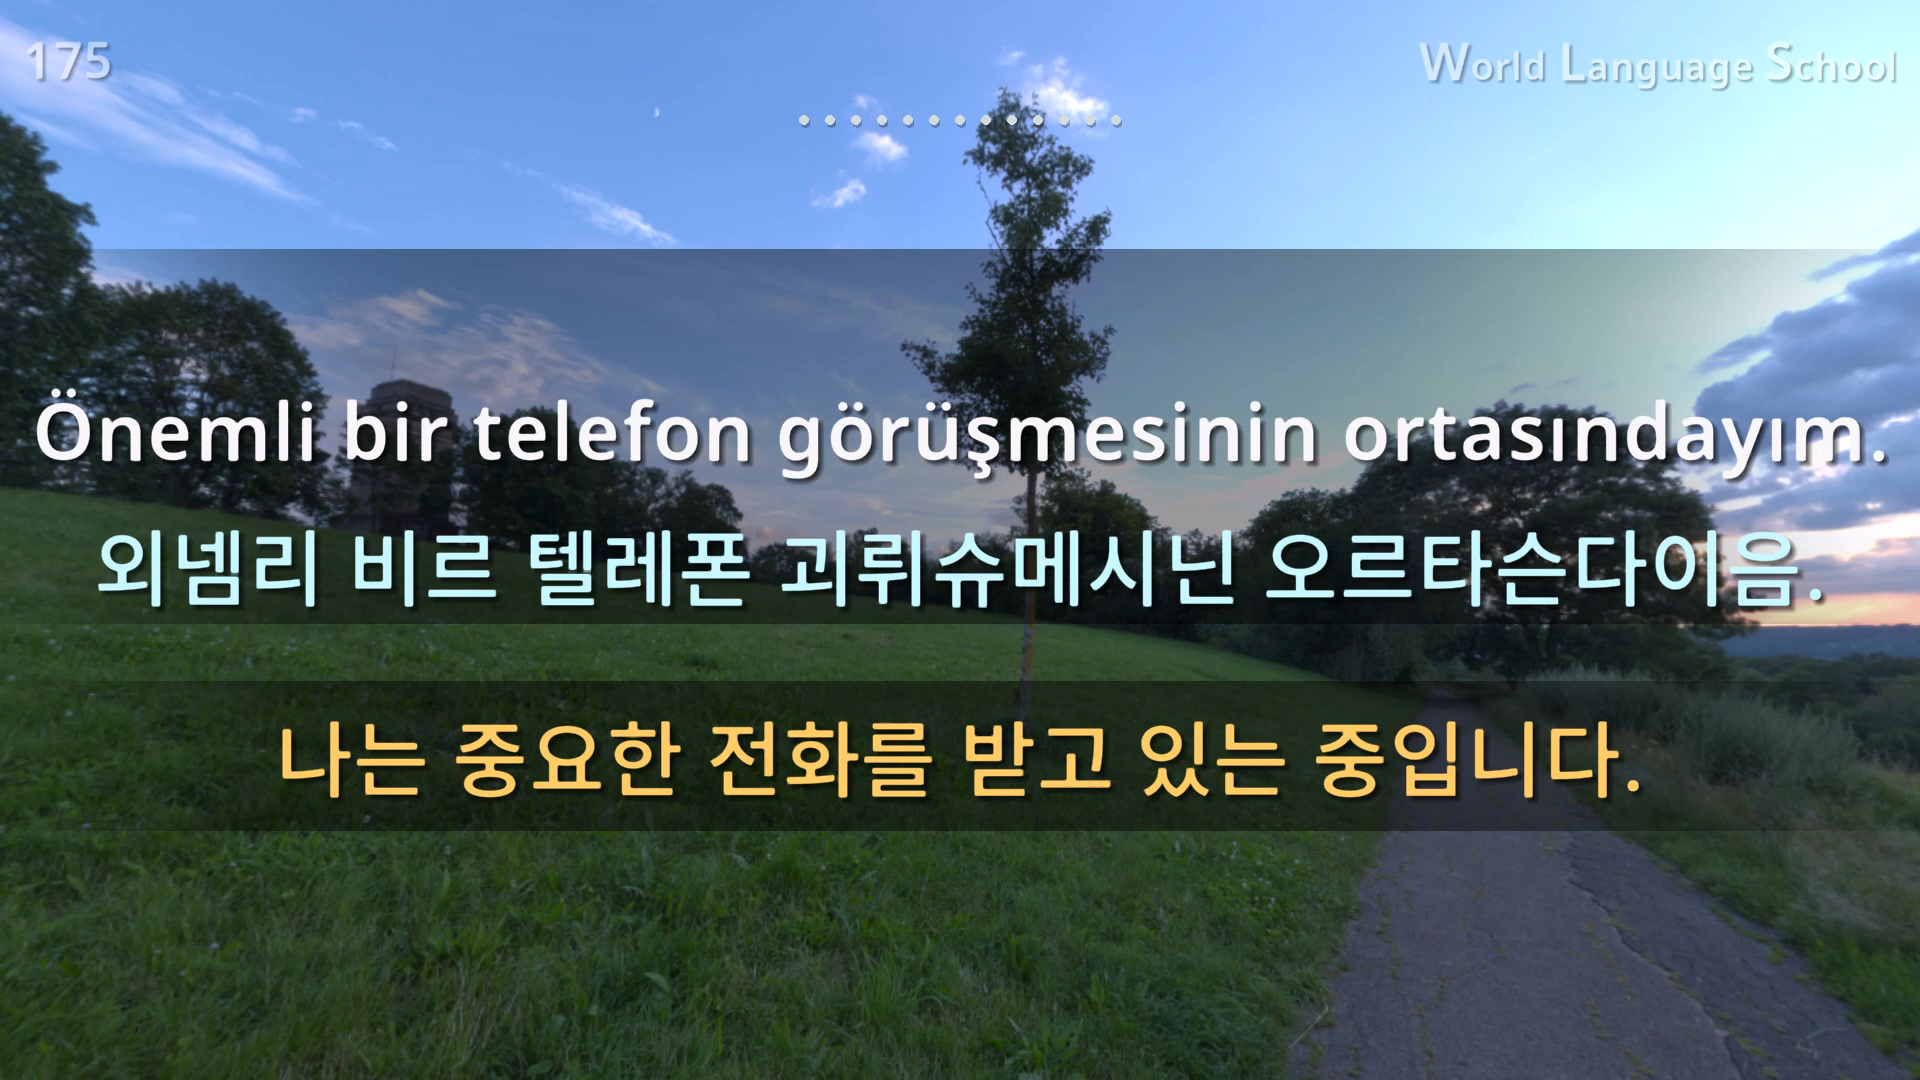 175
World Language School
Önemli bir telefon görüşmesinin ortasındayım.
외넴리 비르 텔레폰 괴뤼슈메시닌 오르타슨다이음.
나는 중요한 전화를 받고 있는 중입니다.